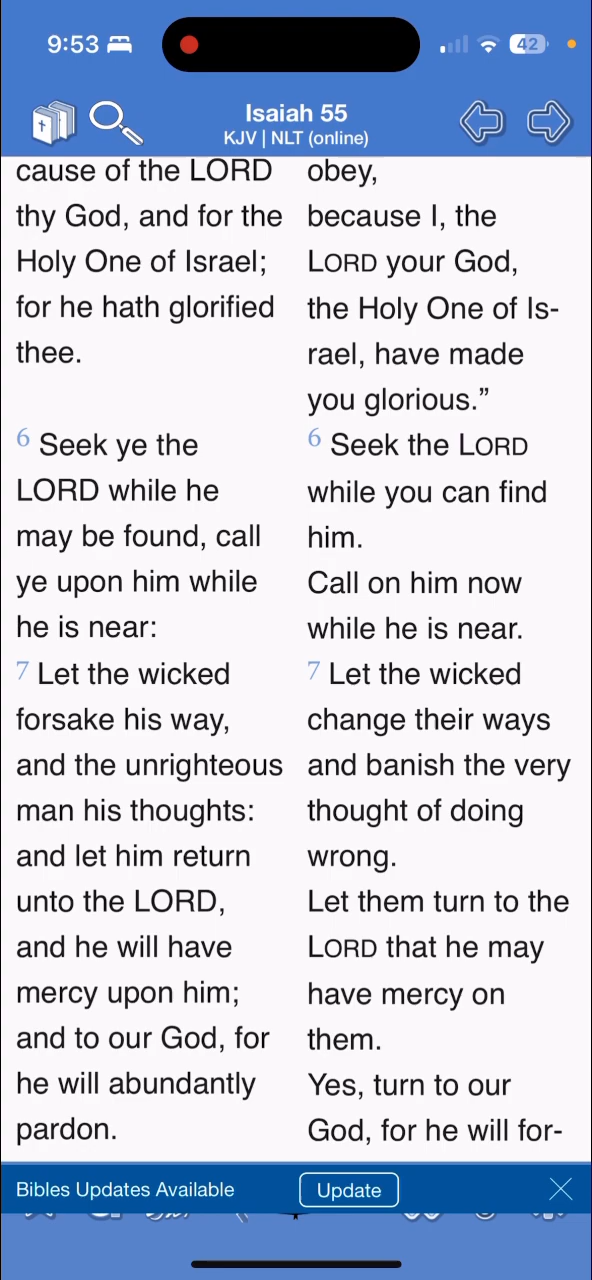 9:53
42
Isaiah 55
KJV | NLT (online)
cause of the LORD
thy God, and for the
Holy One of Israel;
for he hath glorified
thee.
6 Seek ye the
LORD while he
may be found, call
ye upon him while
he is near:
7 Let the wicked
forsake his way,
and the unrighteous
man his thoughts:
and let him return
unto the LORD,
and he will have
mercy upon him;
and to our God, for
he will abundantly
pardon.
obey,
because I, the
LORD your God,
the Holy One of Is-
rael, have made
you glorious.”
6 Seek the LORD
while you can find
him.
Call on him now
while he is near.
7 Let the wicked
change their ways
and banish the very
thought of doing
wrong.
Let them turn to the
LORD that he may
have mercy on
them.
Yes, turn to our
God, for he will for-
Bibles Updates Available
Update